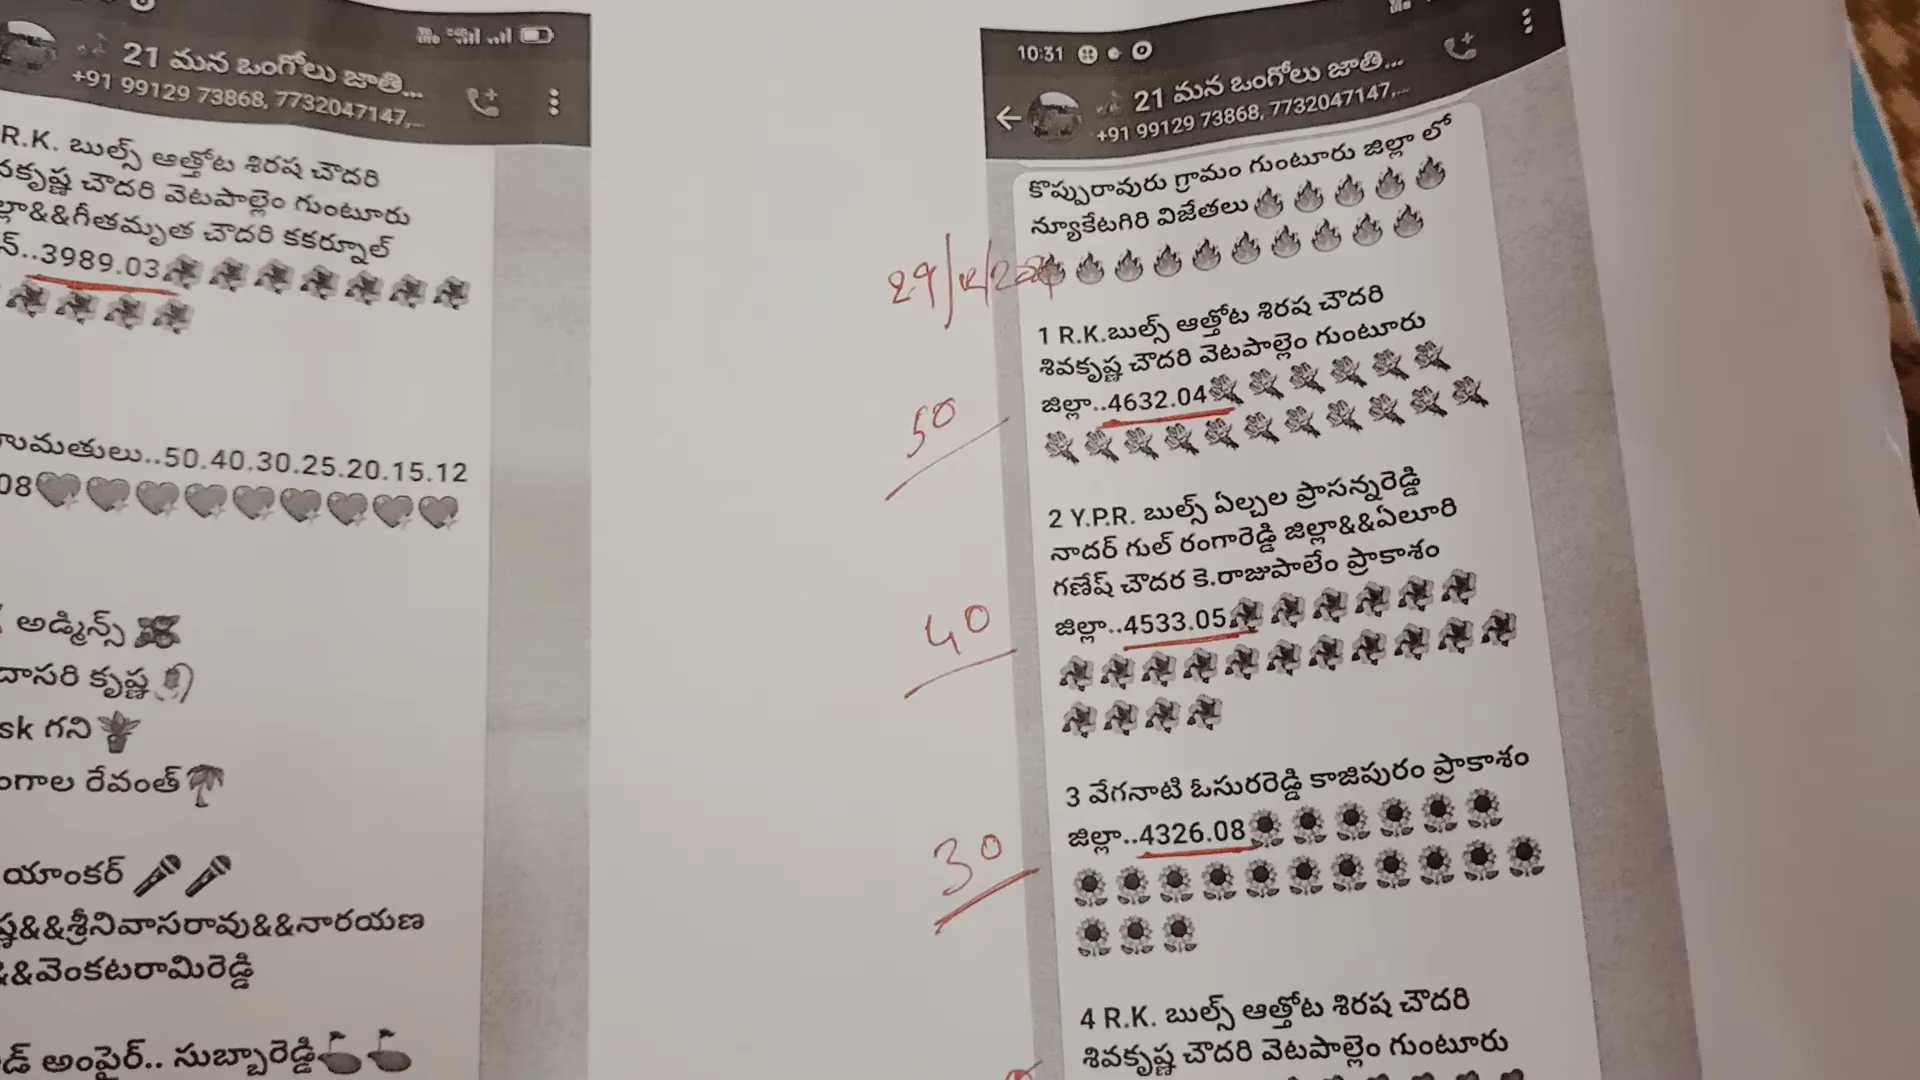 21 మన ఒంగోలు జాతి...
+91 99129 73868, 7732047147,...
R.K. బుల్స్ ఆత్తోట శిరష చౌదరి
వకృష్ణ చౌదరి వెటపాల్లెం గుంటూరు
ల్లా&&గీతమృత చౌదరి కకర్నూల్
న్..3989.03
ుమతులు..50.40.30.25.20.15.12
08
అడ్మిన్స్
దాసరి కృష్ణ
sk గని
ంగాల రేవంత్
యాంకర్
ష్ణ&&శ్రీనివాసరావు&&నారయణ
&&వెంకటరామిరెడ్డి
డ్ అంపైర్.. సుబ్బారెడ్డి
10:31
21 మన ఒంగోలు జాతి...
+91 99129 73868, 7732047147,...
కొప్పురావురు గ్రామం గుంటూరు జిల్లా లో
న్యూకేటగిరి విజేతలు
1 R.K.బుల్స్ ఆత్తోట శిరష చౌదరి
శివకృష్ణ చౌదరి వెటపాల్లెం గుంటూరు
జిల్లా..4632.04
50
2 Y.P.R. బుల్స్ ఏల్చల ప్రాసన్నరెడ్డి
నాదర్ గుల్ రంగారెడ్డి జిల్లా&&ఏలూరి
గణేష్ చౌదర కె.రాజుపాలేం ప్రాకాశం
జిల్లా..4533.05
40
3 వేగనాటి ఓసురరెడ్డి కాజిపురం ప్రాకాశం
జిల్లా..4326.08
30
4 R.K. బుల్స్ ఆత్తోట శిరష చౌదరి
శివకృష్ణ చౌదరి వెటపాల్లెం గుంటూరు